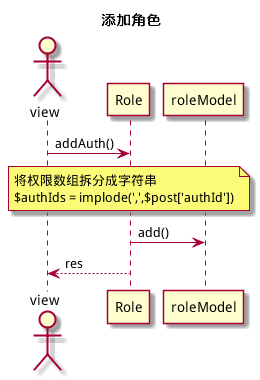 添加角色
view
Role
roleModel
addAuth()
将权限数组拆分成字符串
$authIds = implode(',',$post['authId'])
add()
res
view
Role
roleModel